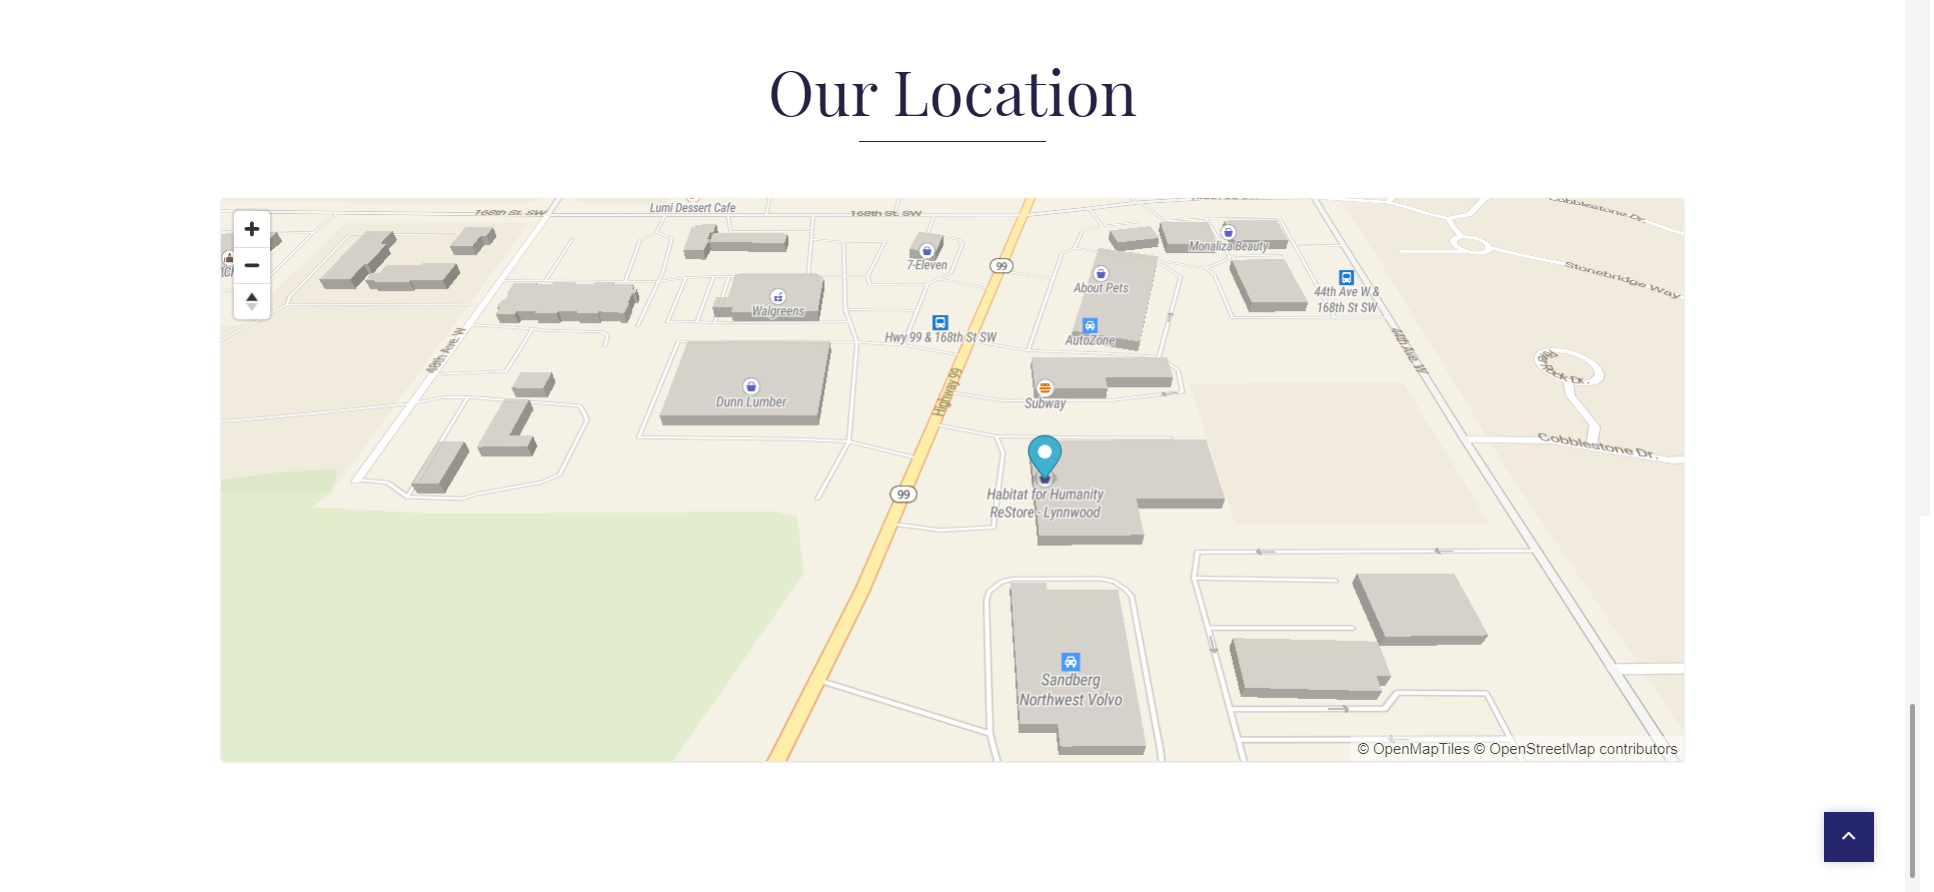 Our Location
168th St. SW
Lumi Dessert Cafe
168th St. SW
Cobblestone Dr.
Monaliza Beauty
7-Eleven
99
About Pets
Stonebridge Way
44th Ave W &
168th St SW
Walgreens
Hwy 99 & 168th St SW
AutoZone
48th Ave. W
44th Ave. W
Dunn Lumber
Highway 99
Subway
Cobblestone Dr.
99
Habitat for Humanity
ReStore - Lynnwood
Sandberg
Northwest Volvo
© OpenMapTiles © OpenStreetMap contributors